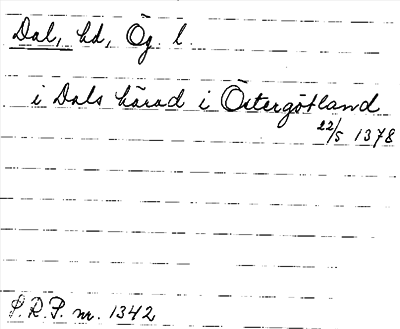 Dal, hd, Ög. l.
i Dals härad i Östergötland
22/5 1378
S.R.P. nr. 1342